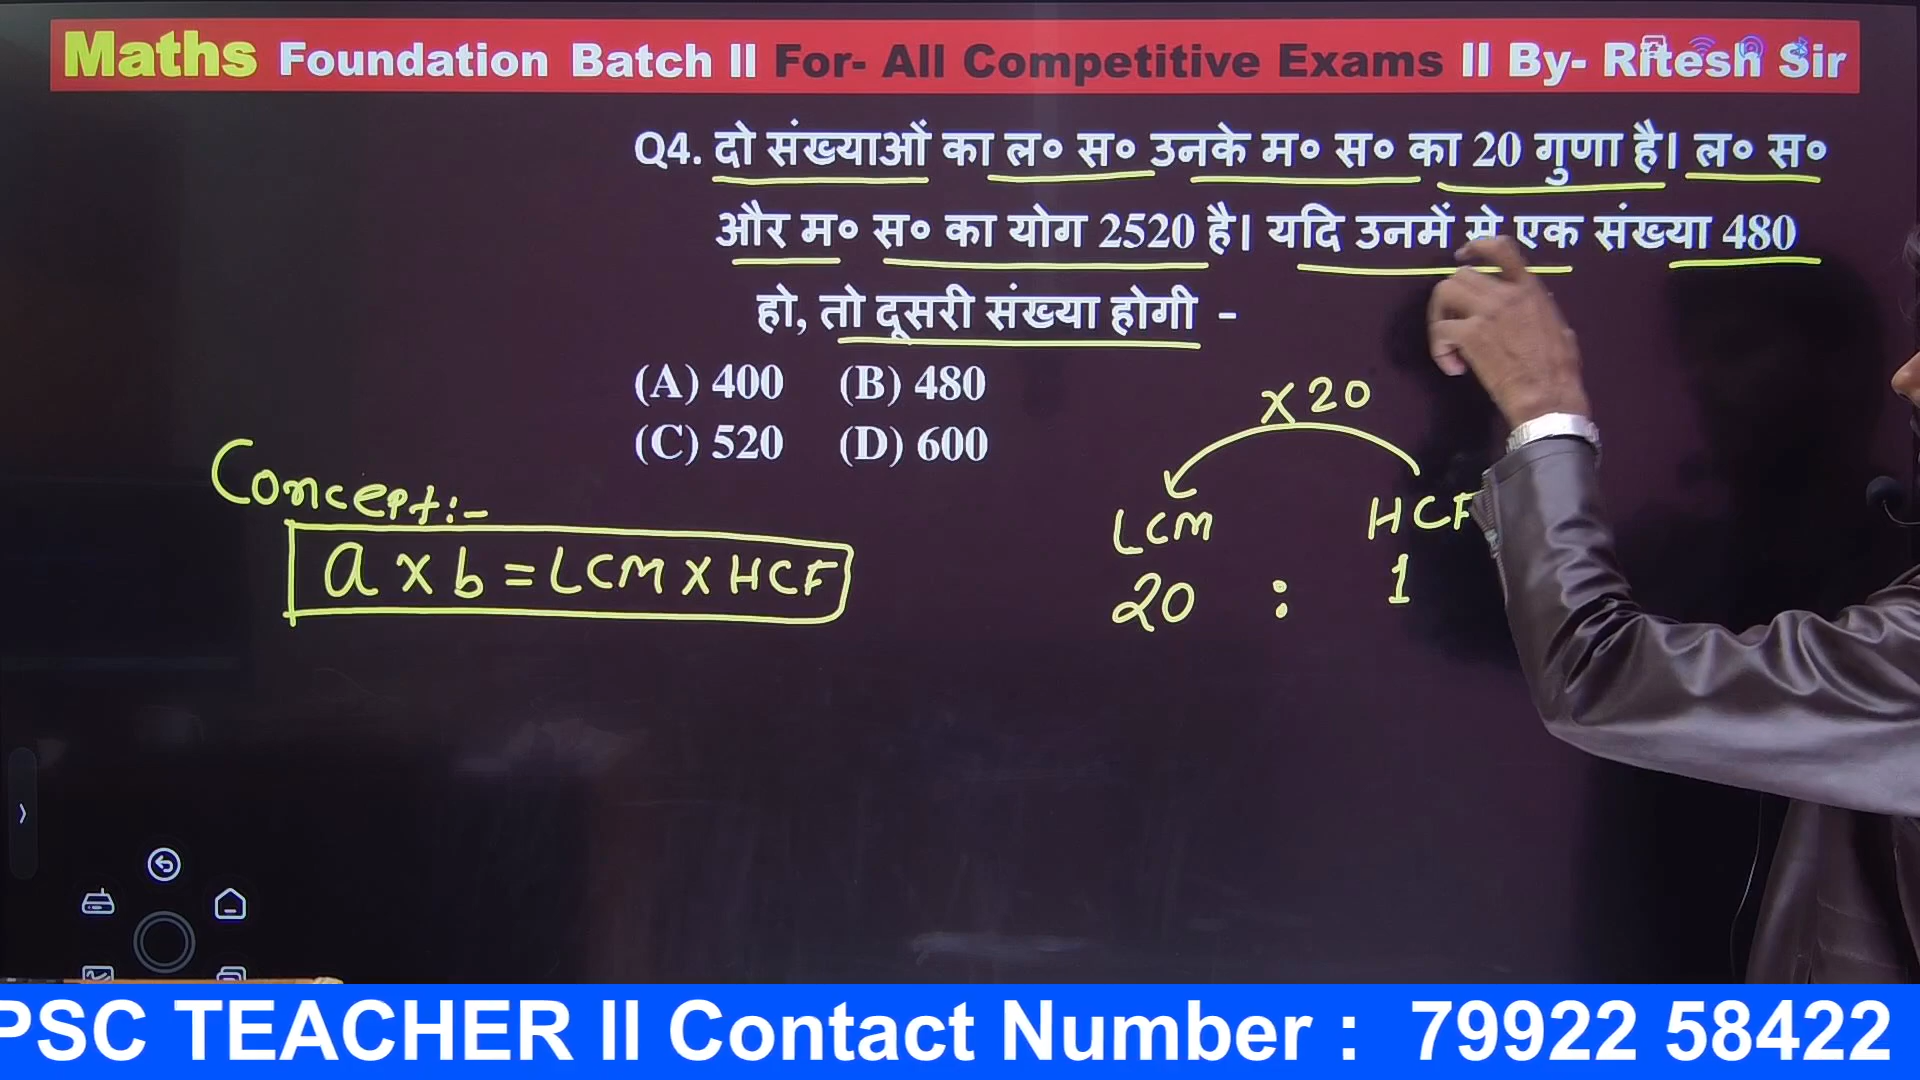 Maths Foundation Batch II For- All Competitive Exams II By- Ritesh Sir
Q4. दो संख्याओं का ल० स० उनके म० स० का 20 गुणा है। ल० स०
और म० स० का योग 2520 है। यदि उनमें से एक संख्या 480
हो, तो दूसरी संख्या होगी -
(A) 400 (B) 480
(C) 520 (D) 600
Concept:-
a x b = LCM x HCF
x 20
LCM HCF
20 : 1
PSC TEACHER II Contact Number : 79922 58422